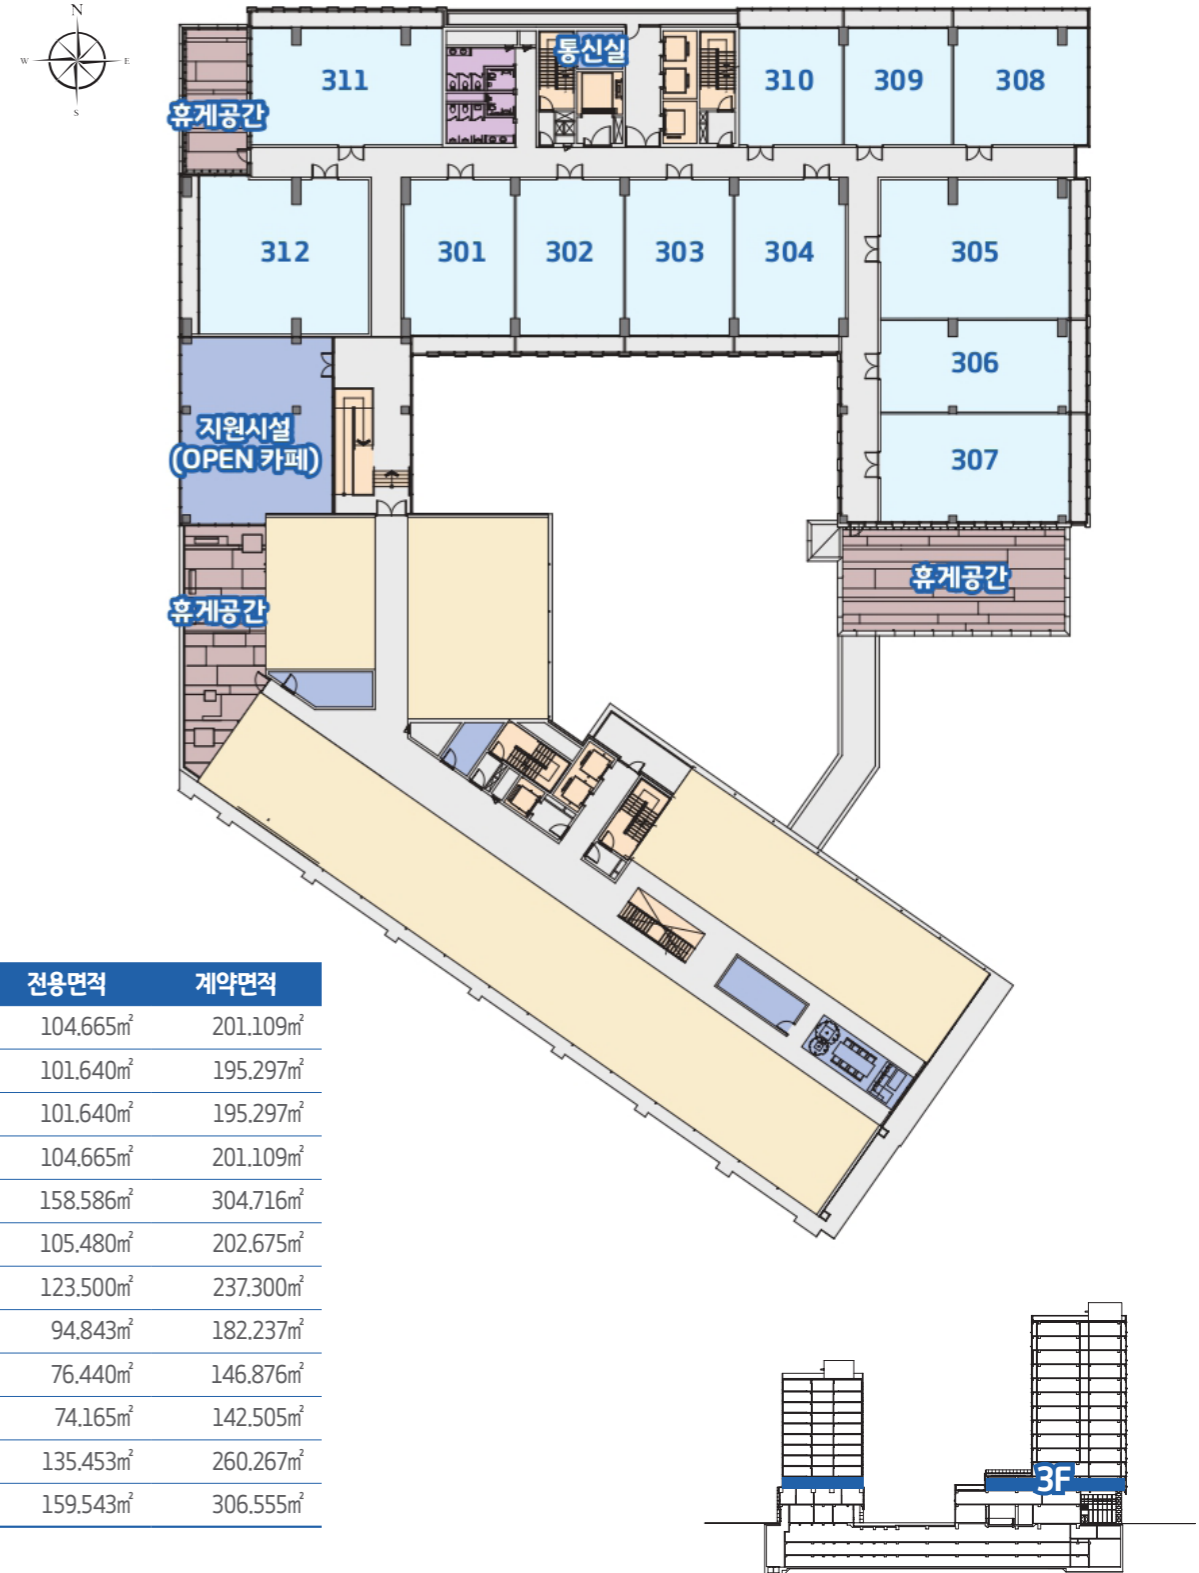 N
W
E
S
통신실
311
310
309
308
휴게공간
312
301
302
303
304
305
306
307
지원시설
(OPEN 카페)
휴게공간
휴게공간
전용면적 계약면적
104.665㎡ 201.109㎡
101.640㎡ 195.297㎡
101.640㎡ 195.297㎡
104.665㎡ 201.109㎡
158.586㎡ 304.716㎡
105.480㎡ 202.675㎡
123.500㎡ 237.300㎡
94.843㎡ 182.237㎡
76.440㎡ 146.876㎡
74.165㎡ 142.505㎡
135.453㎡ 260.267㎡
159.543㎡ 306.555㎡
3F